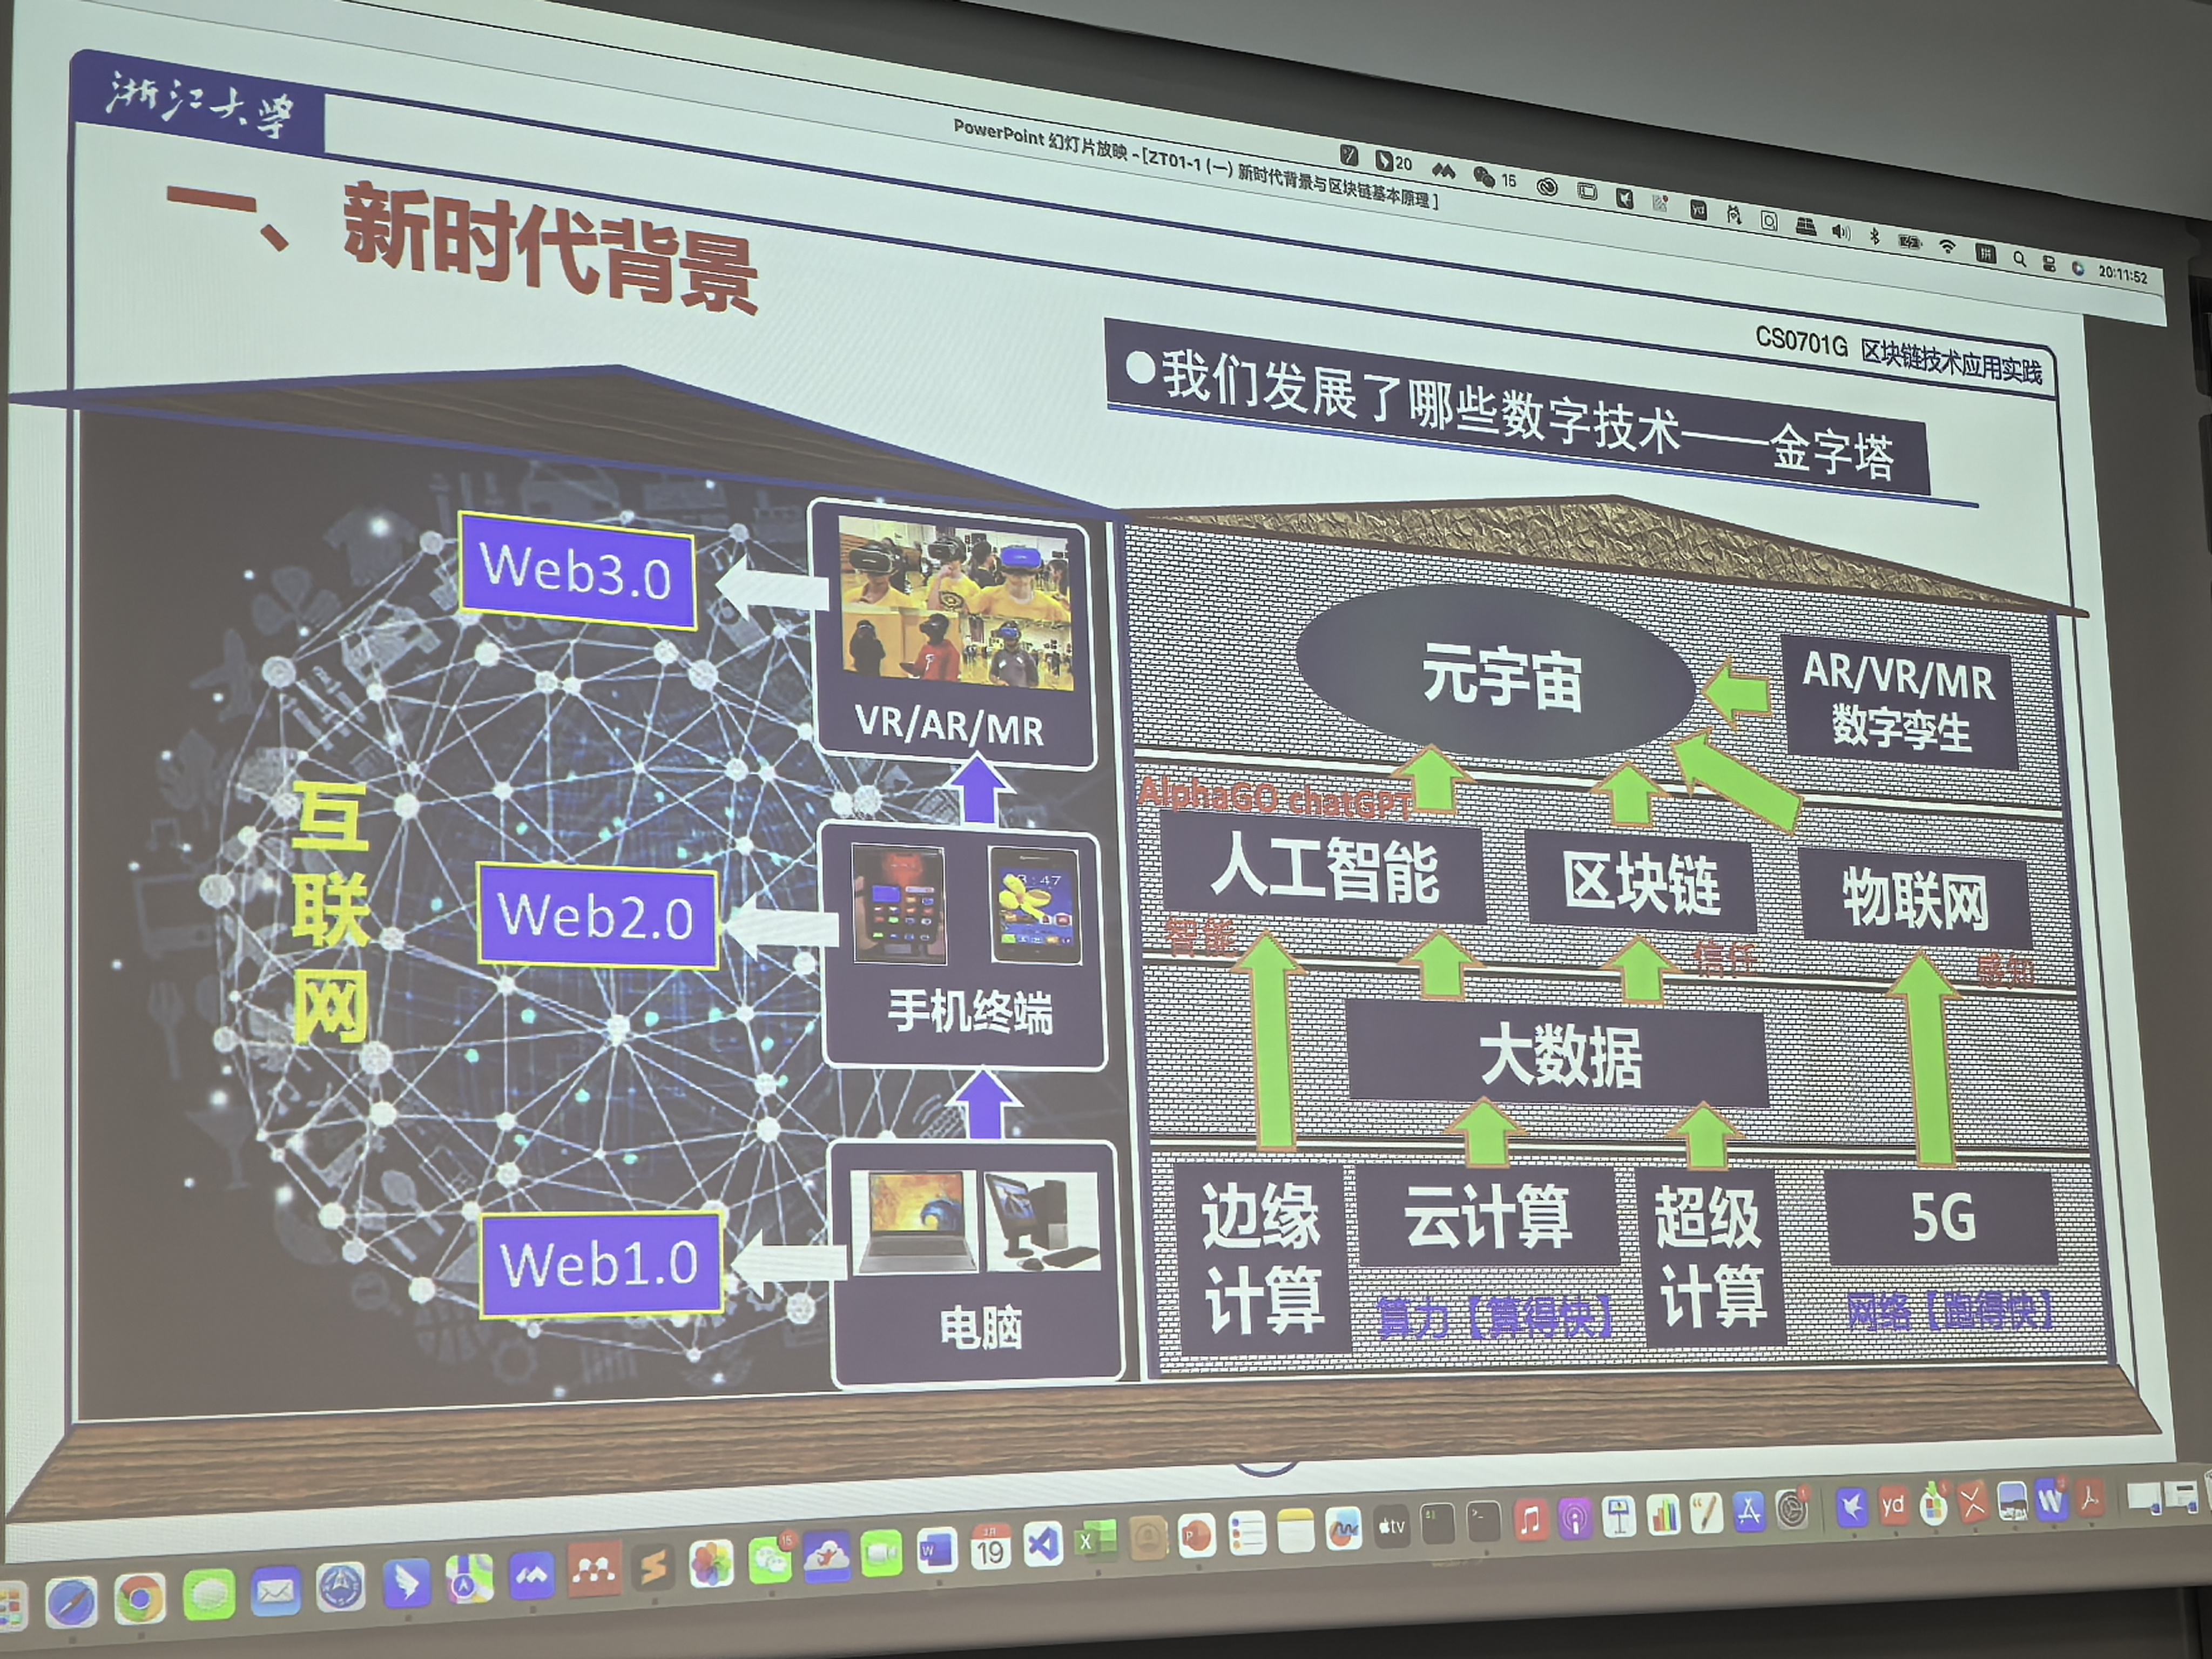 浙江大学
PowerPoint 幻灯片放映 - [ZT01-1 (一) 新时代背景与区块链基本原理 ]
20
15
20:11:52
一、新时代背景
CS0701G 区块链技术应用实践
●我们发展了哪些数字技术——金字塔
互联网
Web3.0
VR/AR/MR
Web2.0
手机终端
Web1.0
电脑
元宇宙
AR/VR/MR
数字孪生
AlphaGO chatGPT
人工智能
区块链
物联网
智能
信任
感知
大数据
边缘
计算
云计算
超级
计算
5G
算力【算得快】
网络【跑得快】
15
19
tv
yd